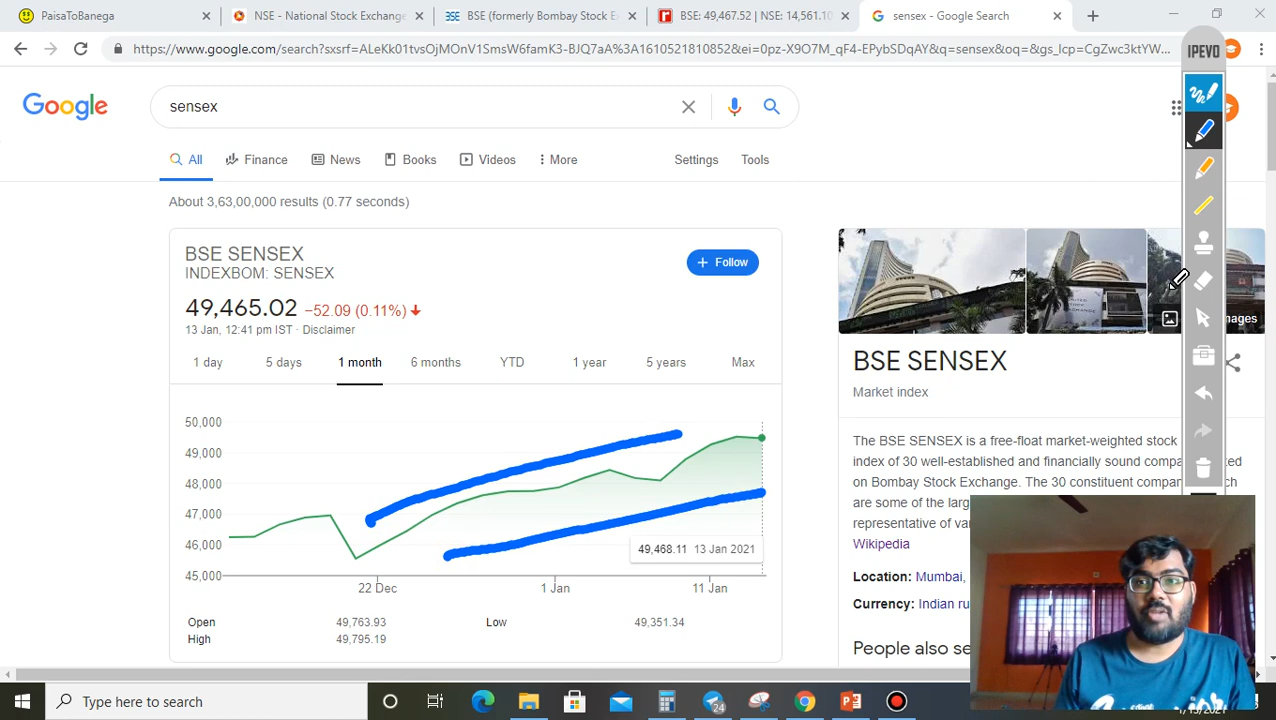 PaisaToBanega
NSE - National Stock Exchang
BSE (formerly Bombay Stock E
BSE: 49,467.52 | NSE: 14,561.10
sensex - Google Search
https://www.google.com/search?sxsrf=ALeKk01tvsOjMOnV1SmsW6famK3-BJQ7aA%3A1610521810852&ei=0pz-X9O7M_qF4-EPybSDqAY&q=sensex&oq=&gs_lcp=CgZwc3ktYW...
IPEVO
Google
sensex
All
Finance
News
Books
Videos
More
Settings
Tools
About 3,63,00,000 results (0.77 seconds)
BSE SENSEX
INDEXBOM: SENSEX
+ Follow
49,465.02 −52.09 (0.11%)
13 Jan, 12:41 pm IST · Disclaimer
1 day
5 days
1 month
6 months
YTD
1 year
5 years
Max
50,000
49,000
48,000
47,000
46,000
45,000
49,468.11 13 Jan 2021
22 Dec
1 Jan
11 Jan
Open 49,763.93
Low 49,351.34
High 49,795.19
mages
BSE SENSEX
Market index
The BSE SENSEX is a free-float market-weighted stock
index of 30 well-established and financially sound compa ted
on Bombay Stock Exchange. The 30 constituent compan ch
are some of the larg
representative of va
Wikipedia
Location: Mumbai,
Currency: Indian ru
People also se
Type here to search
24